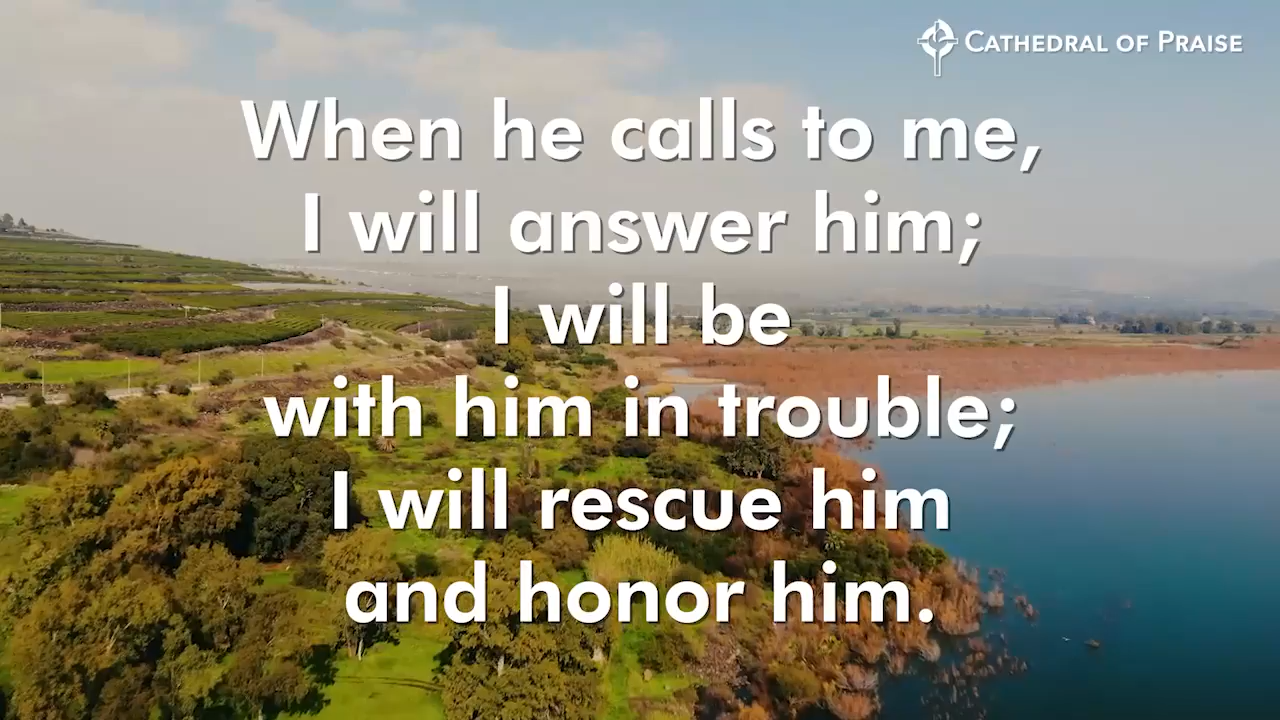 CATHEDRAL OF PRAISE
When he calls to me,
I will answer him;
I will be
with him in trouble;
I will rescue him
and honor him.